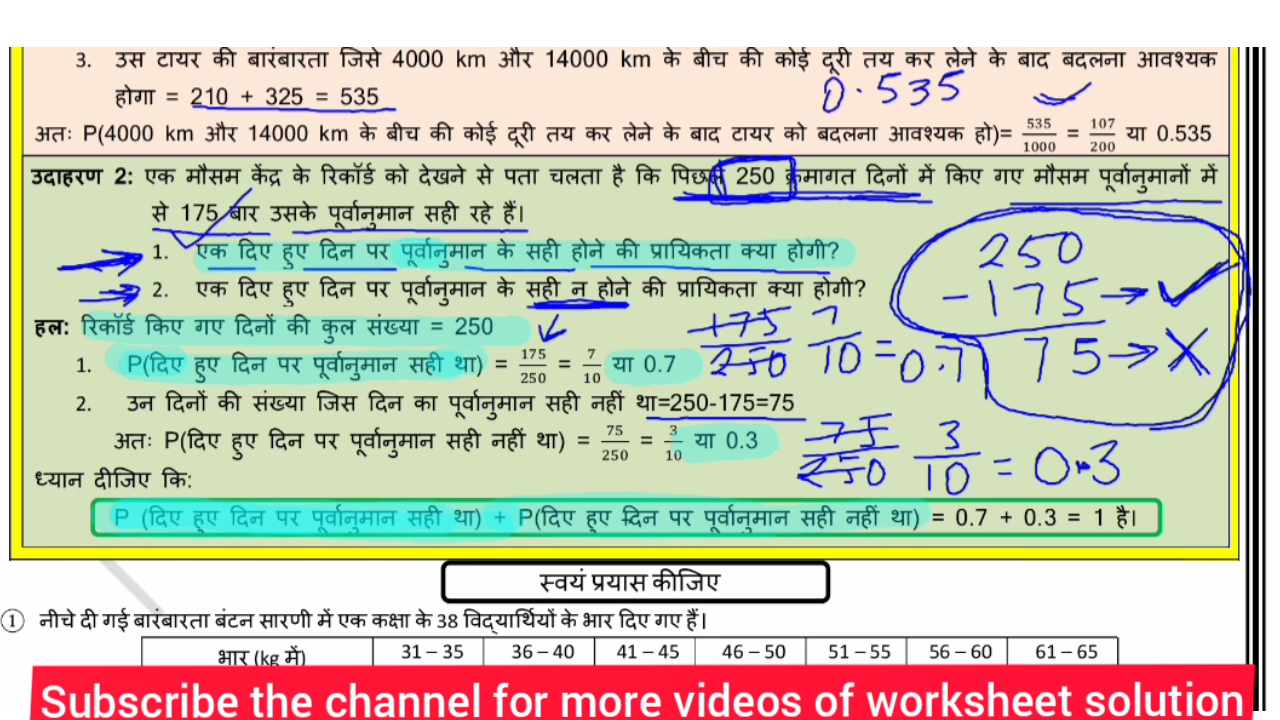 3. उस टायर की बारंबारता जिसे 4000 km और 14000 km के बीच की कोई दूरी तय कर लेने के बाद बदलना आवश्यक
होगा = 210 + 325 = 535
0.535
अतः P(4000 km और 14000 km के बीच की कोई दूरी तय कर लेने के बाद टायर को बदलना आवश्यक हो)= 535/1000 = 107/200 या 0.535
उदाहरण 2: एक मौसम केंद्र के रिकॉर्ड को देखने से पता चलता है कि पिछले 250 क्रमागत दिनों में किए गए मौसम पूर्वानुमानों में
से 175 बार उसके पूर्वानुमान सही रहे हैं।
1. एक दिए हुए दिन पर पूर्वानुमान के सही होने की प्रायिकता क्या होगी?
2. एक दिए हुए दिन पर पूर्वानुमान के सही न होने की प्रायिकता क्या होगी?
250
-175→✓
75→X
हल: रिकॉर्ड किए गए दिनों की कुल संख्या = 250
1. P(दिए हुए दिन पर पूर्वानुमान सही था) = 175/250 = 7/10 या 0.7
175/250 7/10 = 0.7
2. उन दिनों की संख्या जिस दिन का पूर्वानुमान सही नहीं था=250-175=75
अतः P(दिए हुए दिन पर पूर्वानुमान सही नहीं था) = 75/250 = 3/10 या 0.3
75/250 3/10 = 0.3
ध्यान दीजिए कि:
P (दिए हुए दिन पर पूर्वानुमान सही था) + P(दिए हुए दिन पर पूर्वानुमान सही नहीं था) = 0.7 + 0.3 = 1 है।
स्वयं प्रयास कीजिए
① नीचे दी गई बारंबारता बंटन सारणी में एक कक्षा के 38 विद्यार्थियों के भार दिए गए हैं।
भार (kg में) 31 – 35 36 – 40 41 – 45 46 – 50 51 – 55 56 – 60 61 – 65
Subscribe the channel for more videos of worksheet solution